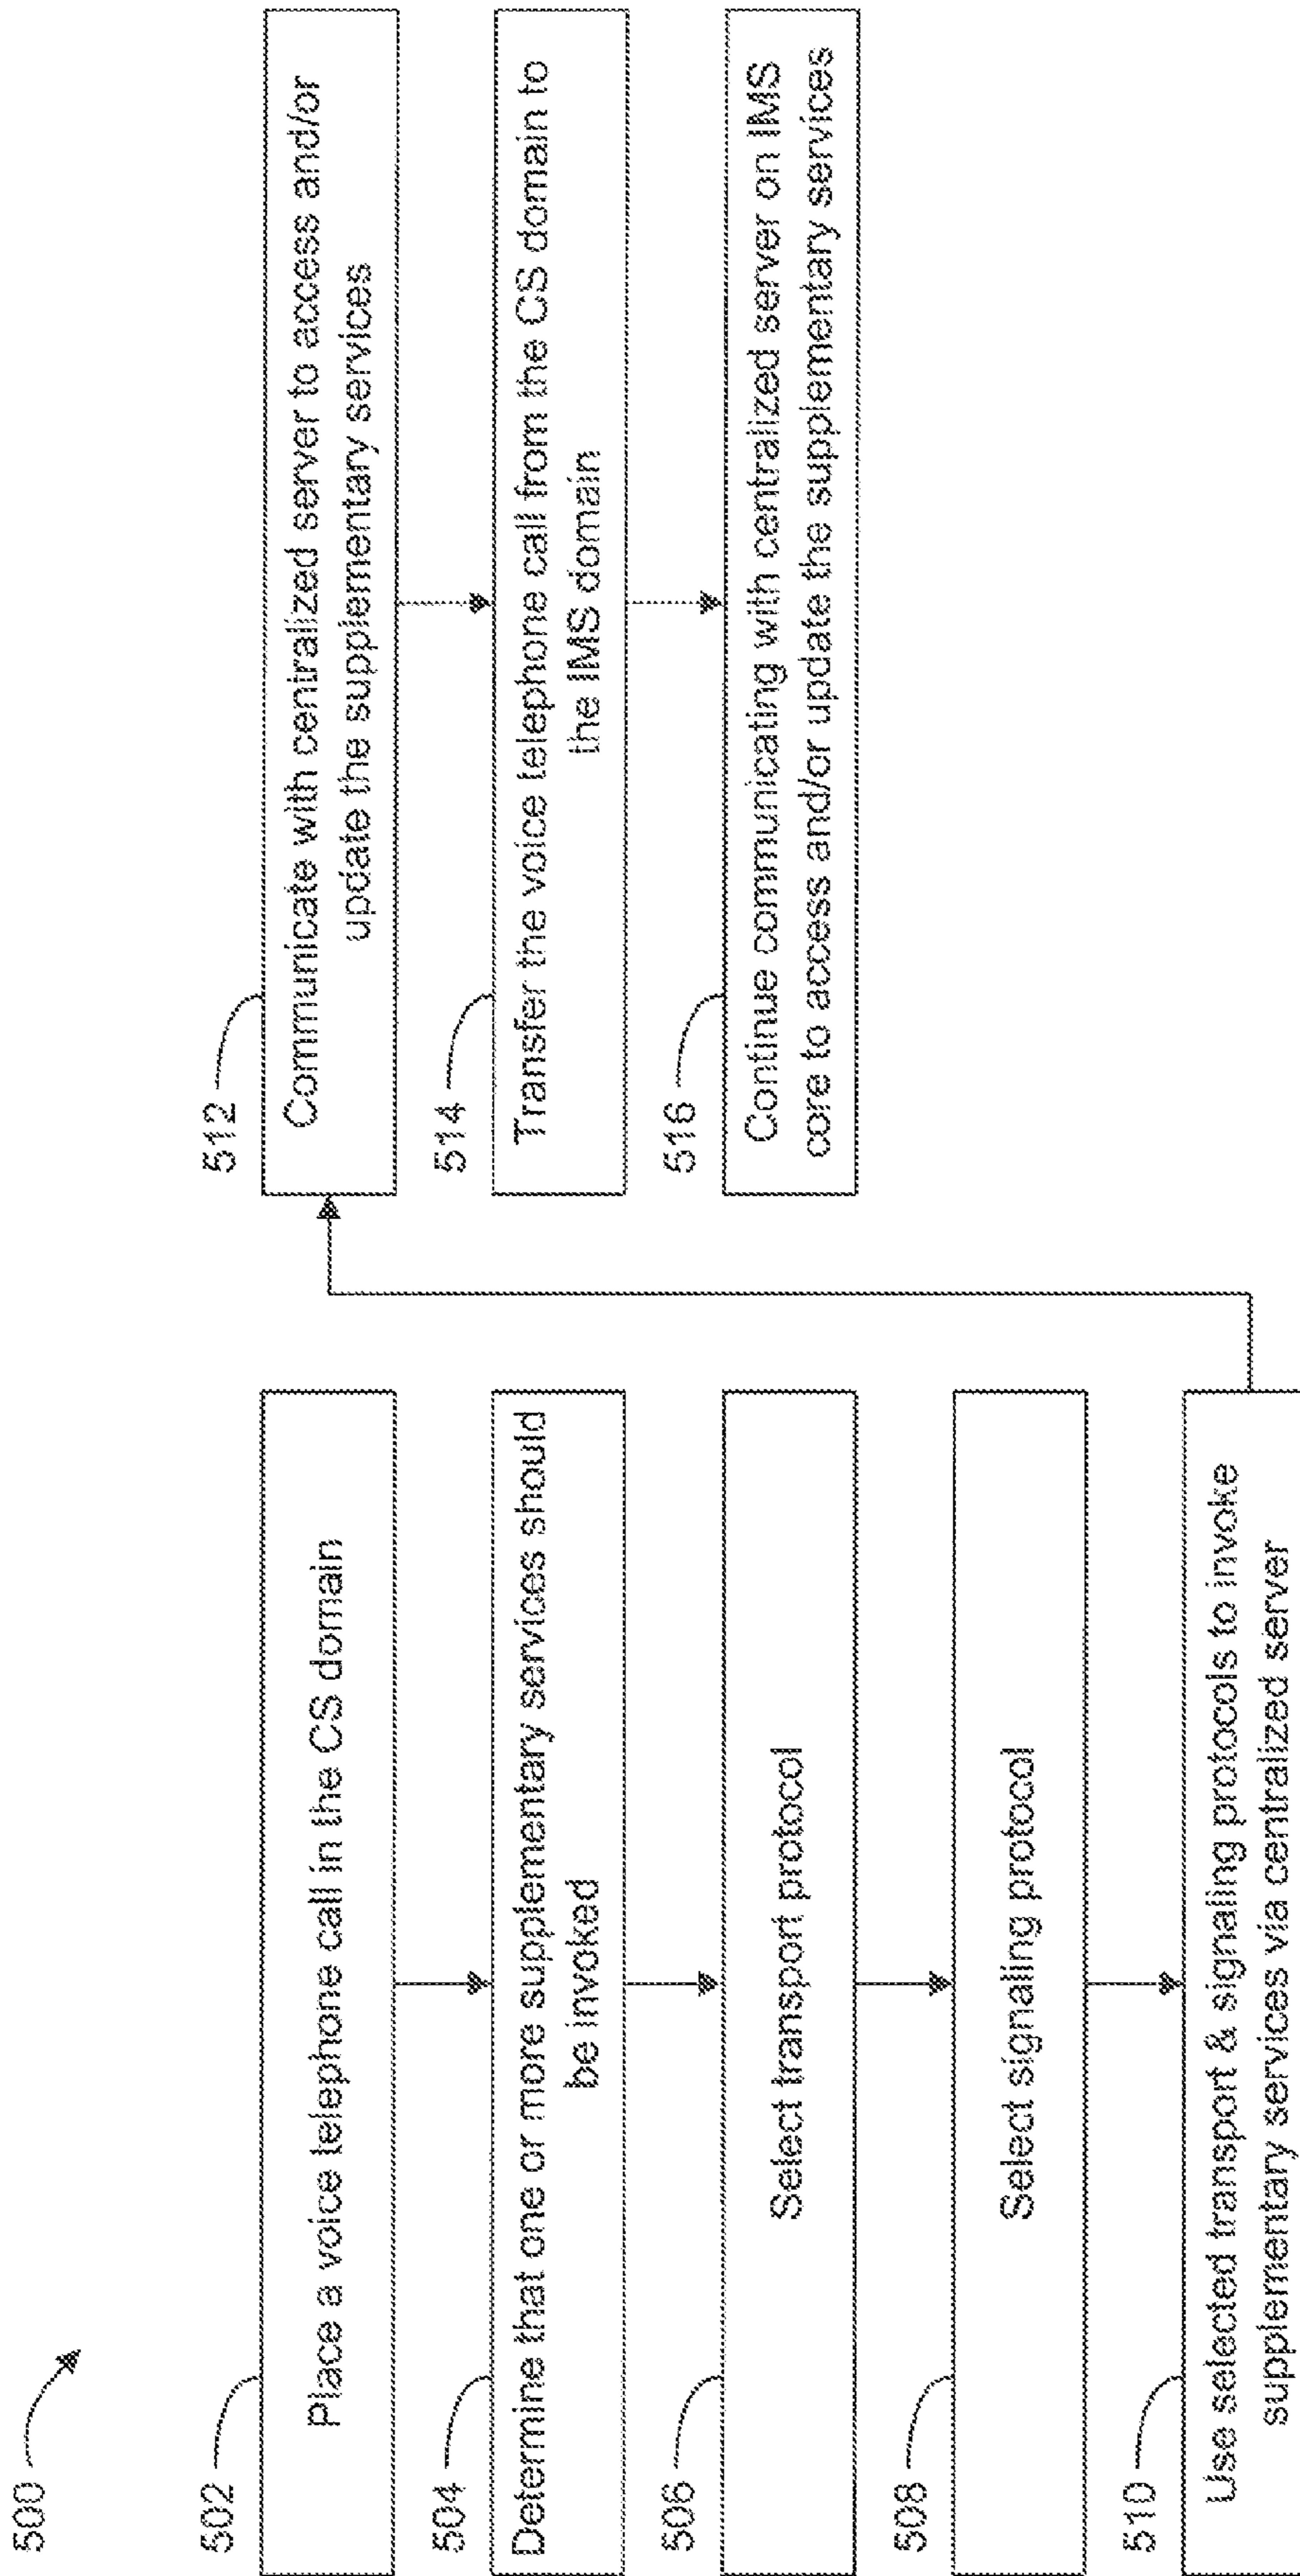 500
502
Place a voice telephone call in the CS domain
504
Determine that one or more supplementary services should
be invoked
506
Select transport protocol
508
Select signaling protocol
510
Use selected transport & signaling protocols to invoke
supplementary services via centralized server
512
Communicate with centralized server to access and/or
update the supplementary services
514
Transfer the voice telephone call from the CS domain to
the IMS domain
516
Continue communicating with centralized server on IMS
core to access and/or update the supplementary services